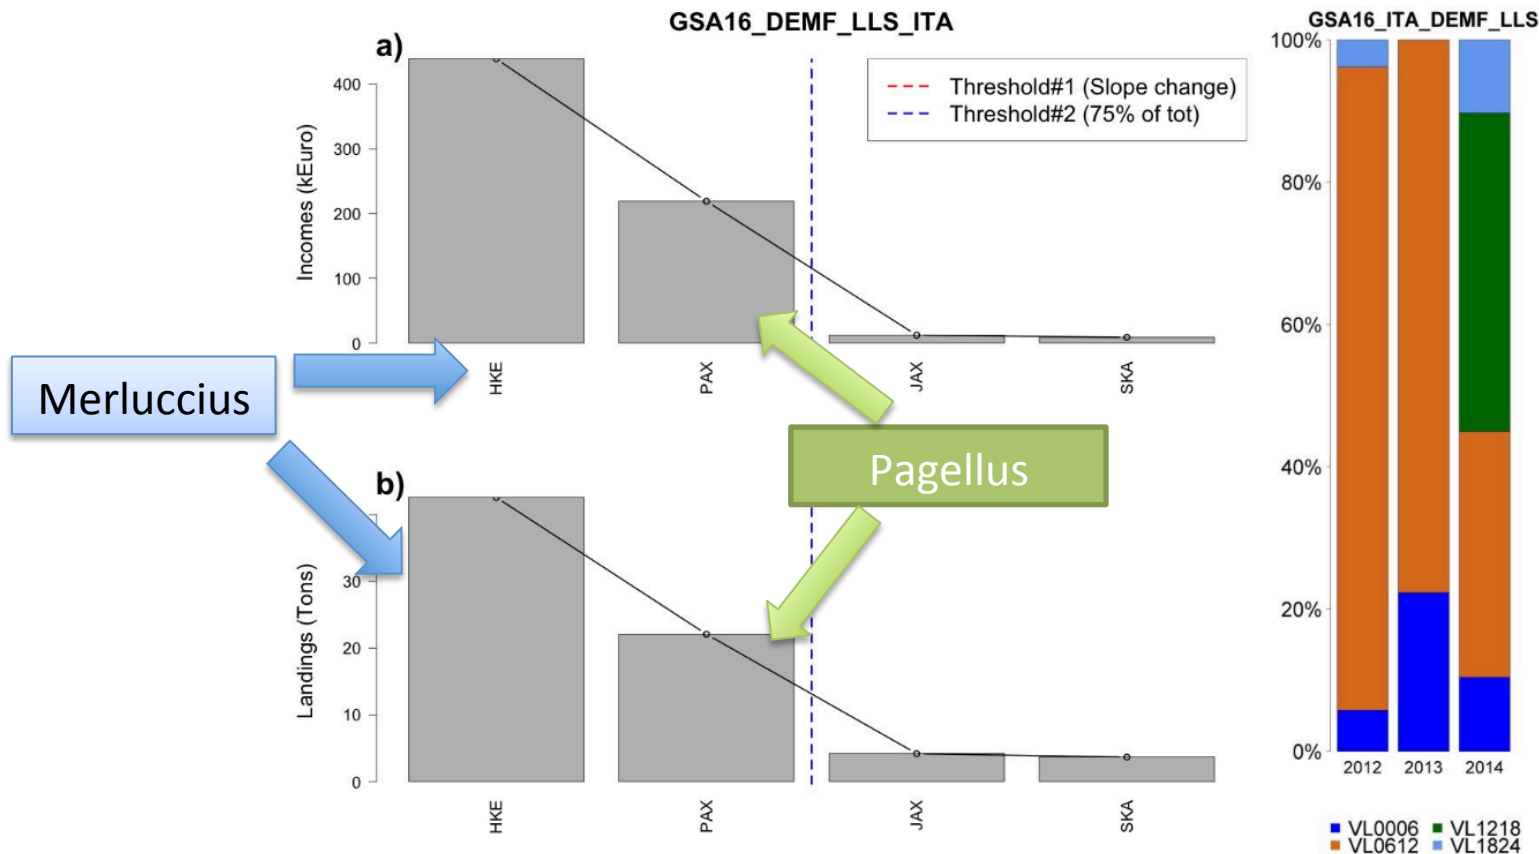 GSA16_DEMF_LLS_ITA
a)
Incomes (kEuro)
400
300
200
100
0
HKE
PAX
JAX
SKA
Threshold#1 (Slope change)
Threshold#2 (75% of tot)
Merluccius
Pagellus
b)
Landings (Tons)
30
20
10
0
HKE
PAX
JAX
SKA
GSA16_ITA_DEMF_LLS
100%
80%
60%
40%
20%
0%
2012 2013 2014
VL0006 VL1218
VL0612 VL1824